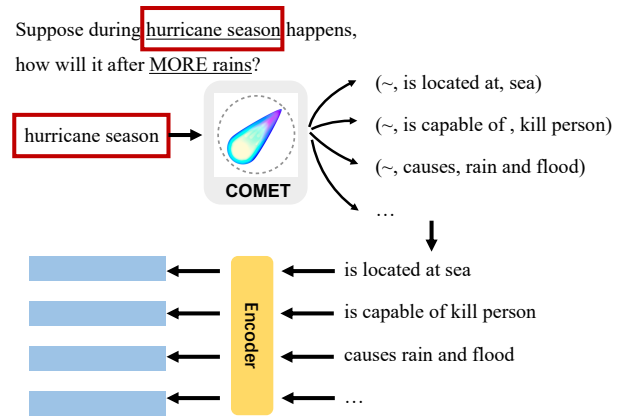 Suppose during hurricane season happens,
how will it after MORE rains?
(~, is located at, sea)
hurricane season
(~, is capable of , kill person)
(~, causes, rain and flood)
COMET
...
is located at sea
Encoder
is capable of kill person
causes rain and flood
...